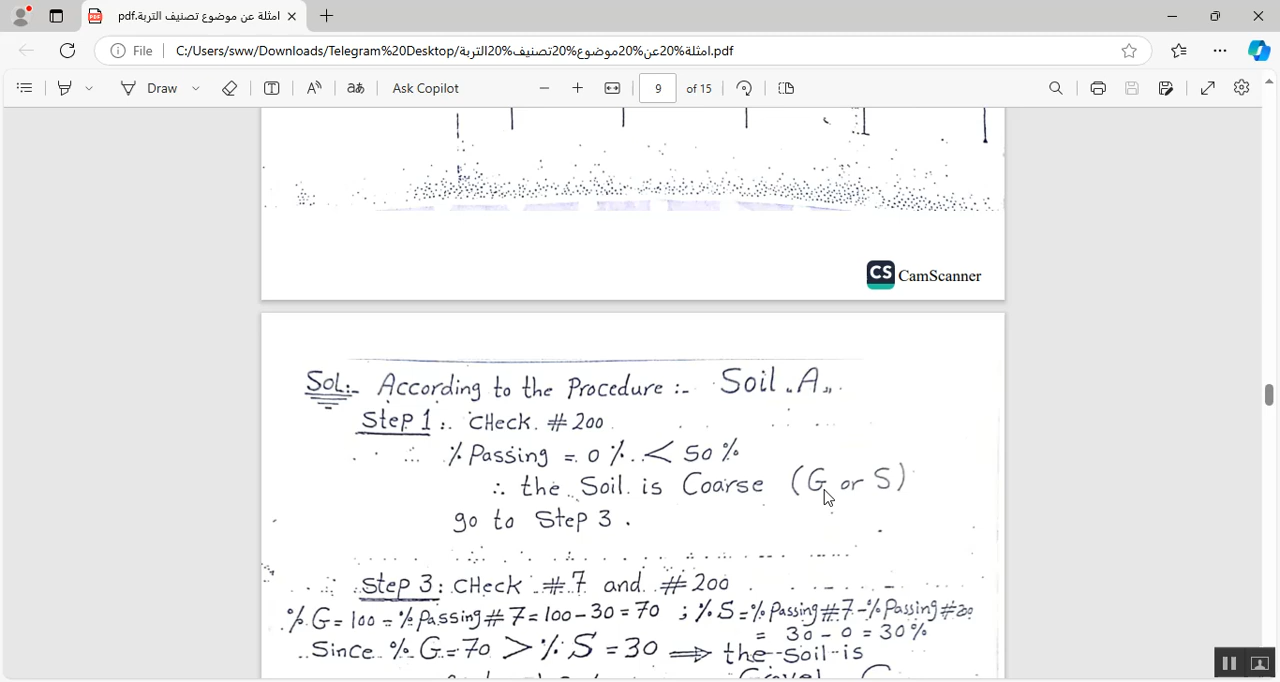 امثلة عن موضوع تصنيف التربة.pdf
File C:/Users/sww/Downloads/Telegram%20Desktop/امثلة%20عن%20موضوع%20تصنيف%20التربة.pdf
Draw Ask Copilot 9 of 15
CS CamScanner
Sol:- According to the Procedure:- Soil "A".
Step 1:. CHeck # 200
% Passing = 0 % < 50 %
∴ the Soil is Coarse (G or S)
go to Step 3.
Step 3: CHeck #7 and #200
% G = 100 - % Passing #7 = 100 - 30 = 70 ; % S = % Passing #7 - % Passing #200
= 30 - 0 = 30 %
Since % G = 70 > % S = 30 ⟹ the Soil is